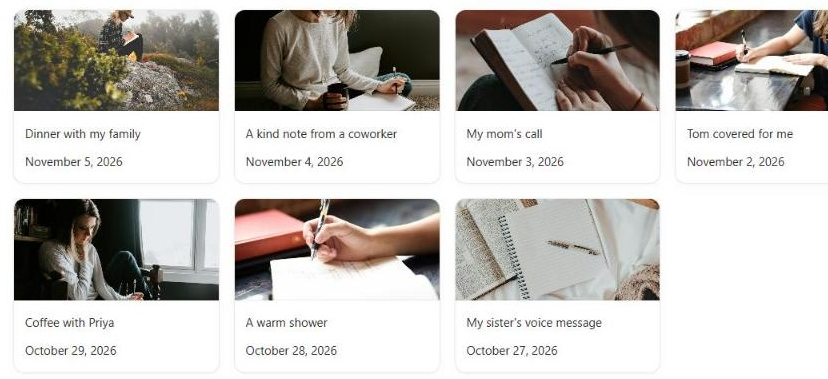 Dinner with my family
November 5, 2026
A kind note from a coworker
November 4, 2026
My mom's call
November 3, 2026
Tom covered for me
November 2, 2026
Coffee with Priya
October 29, 2026
A warm shower
October 28, 2026
My sister's voice message
October 27, 2026